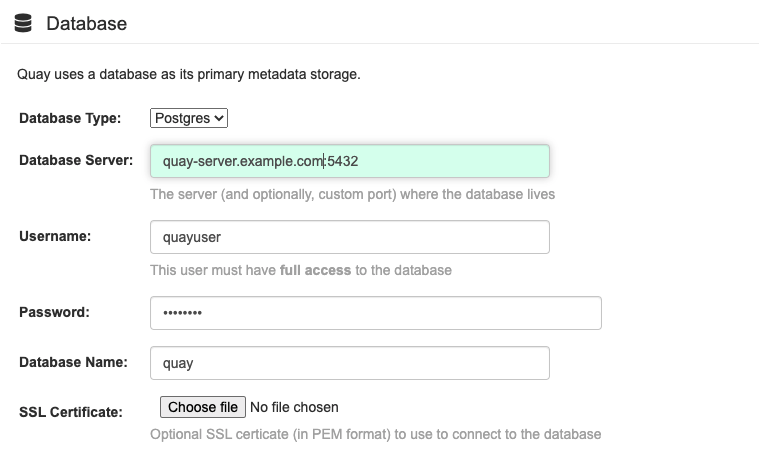 Database
Quay uses a database as its primary metadata storage.
Database Type: Postgres
Database Server: quay-server.example.com:5432
The server (and optionally, custom port) where the database lives
Username: quayuser
This user must have full access to the database
Password: ••••••••
Database Name: quay
SSL Certificate: Choose file No file chosen
Optional SSL certicate (in PEM format) to use to connect to the database